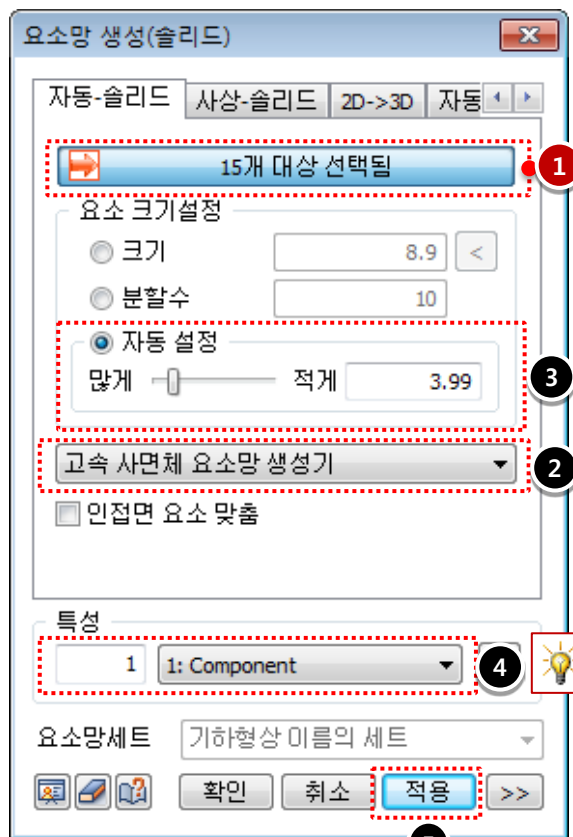 요소망 생성(솔리드)
자동-솔리드 사상-솔리드 2D->3D 자동
15개 대상 선택됨 1
요소 크기설정
크기 8.9 <
분할수 10
자동 설정
많게 적게 3.99 3
고속 사면체 요소망 생성기 2
인접면 요소 맞춤
특성
1 1: Component 4
요소망세트 기하형상 이름의 세트
확인 취소 적용 >>